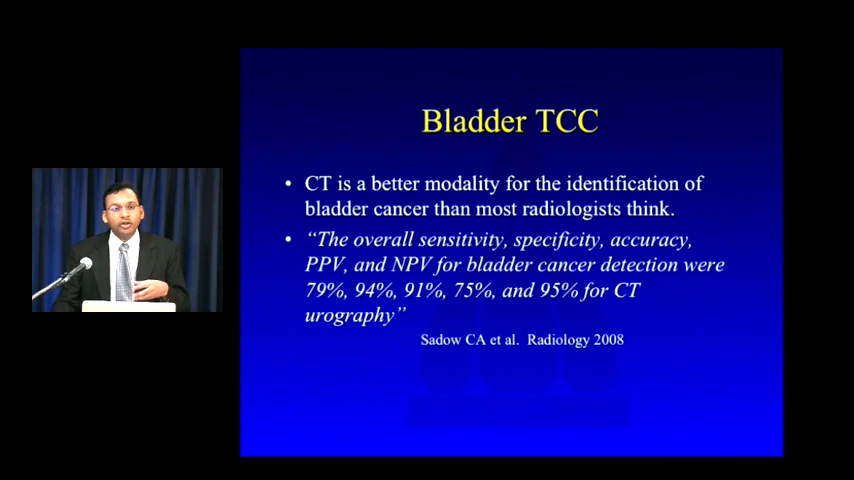 Bladder TCC
• CT is a better modality for the identification of
bladder cancer than most radiologists think.
• “The overall sensitivity, specificity, accuracy,
PPV, and NPV for bladder cancer detection were
79%, 94%, 91%, 75%, and 95% for CT
urography”
Sadow CA et al.  Radiology 2008